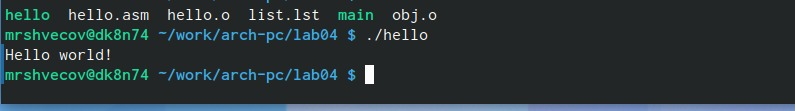 hello  hello.asm  hello.o  list.lst  main  obj.o
mrshvecov@dk8n74 ~/work/arch-pc/lab04 $ ./hello
Hello world!
mrshvecov@dk8n74 ~/work/arch-pc/lab04 $